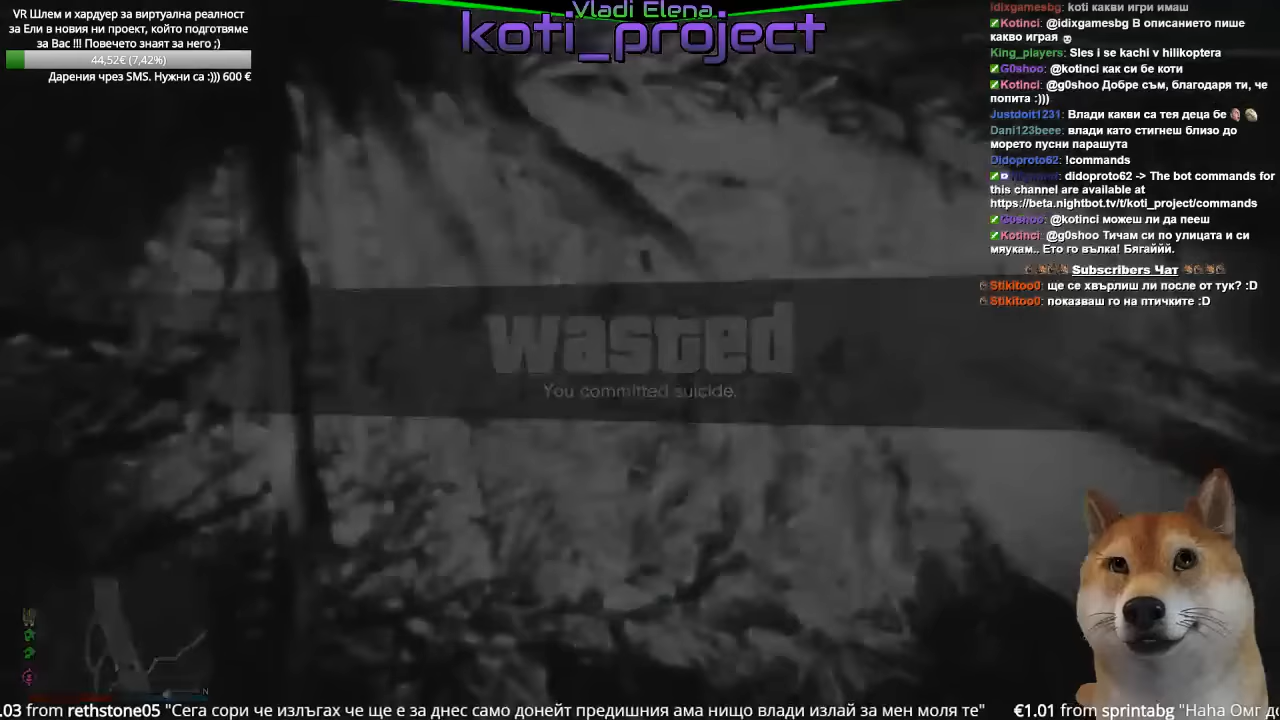 VR Шлем и хардуер за виртуална реалност
за Ели в новия ни проект, който подготвяме
за Вас !!! Повечето знаят за него ;)
44,52€ (7,42%)
Дарения чрез SMS. Нужни са :))) 600 €
Vladi Elena
koti_project
idixgamesbg: koti какви игри имаш
Kotinci: @idixgamesbg В описанието пише
какво играя
King_players: Sles i se kachi v hilikoptera
G0shoo: @kotinci как си бе коти
Kotinci: @g0shoo Добре съм, благодаря ти, че
попита :)))
Justdoit1231: Влади какви са тея деца бе
Dani123beee: влади като стигнеш близо до
морето пусни парашута
Didoproto62: !commands
didoproto62 -> The bot commands for
this channel are available at
https://beta.nightbot.tv/t/koti_project/commands
G0shoo: @kotinci можеш ли да пееш
Kotinci: @g0shoo Тичам си по улицата и си
мяукам.. Ето го вълка! Бягаййй.
Subscribers Чат
Stikitoo0: ще се хвърлиш ли после от тук? :D
Stikitoo0: показваш го на птичките :D
wasted
You committed suicide.
N
.03 from rethstone05 "Сега сори че излъгах че ще е за днес само донейт предишния ама нищо влади излай за мен моля те" €1.01 from sprintabg "Haha Омг до